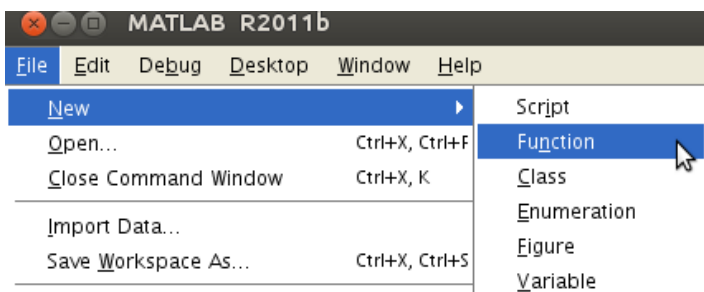 MATLAB R2011b
File Edit Debug Desktop Window Help
New
Open... Ctrl+X, Ctrl+F
Close Command Window Ctrl+X, K
Import Data...
Save Workspace As... Ctrl+X, Ctrl+S
Script
Function
Class
Enumeration
Figure
Variable